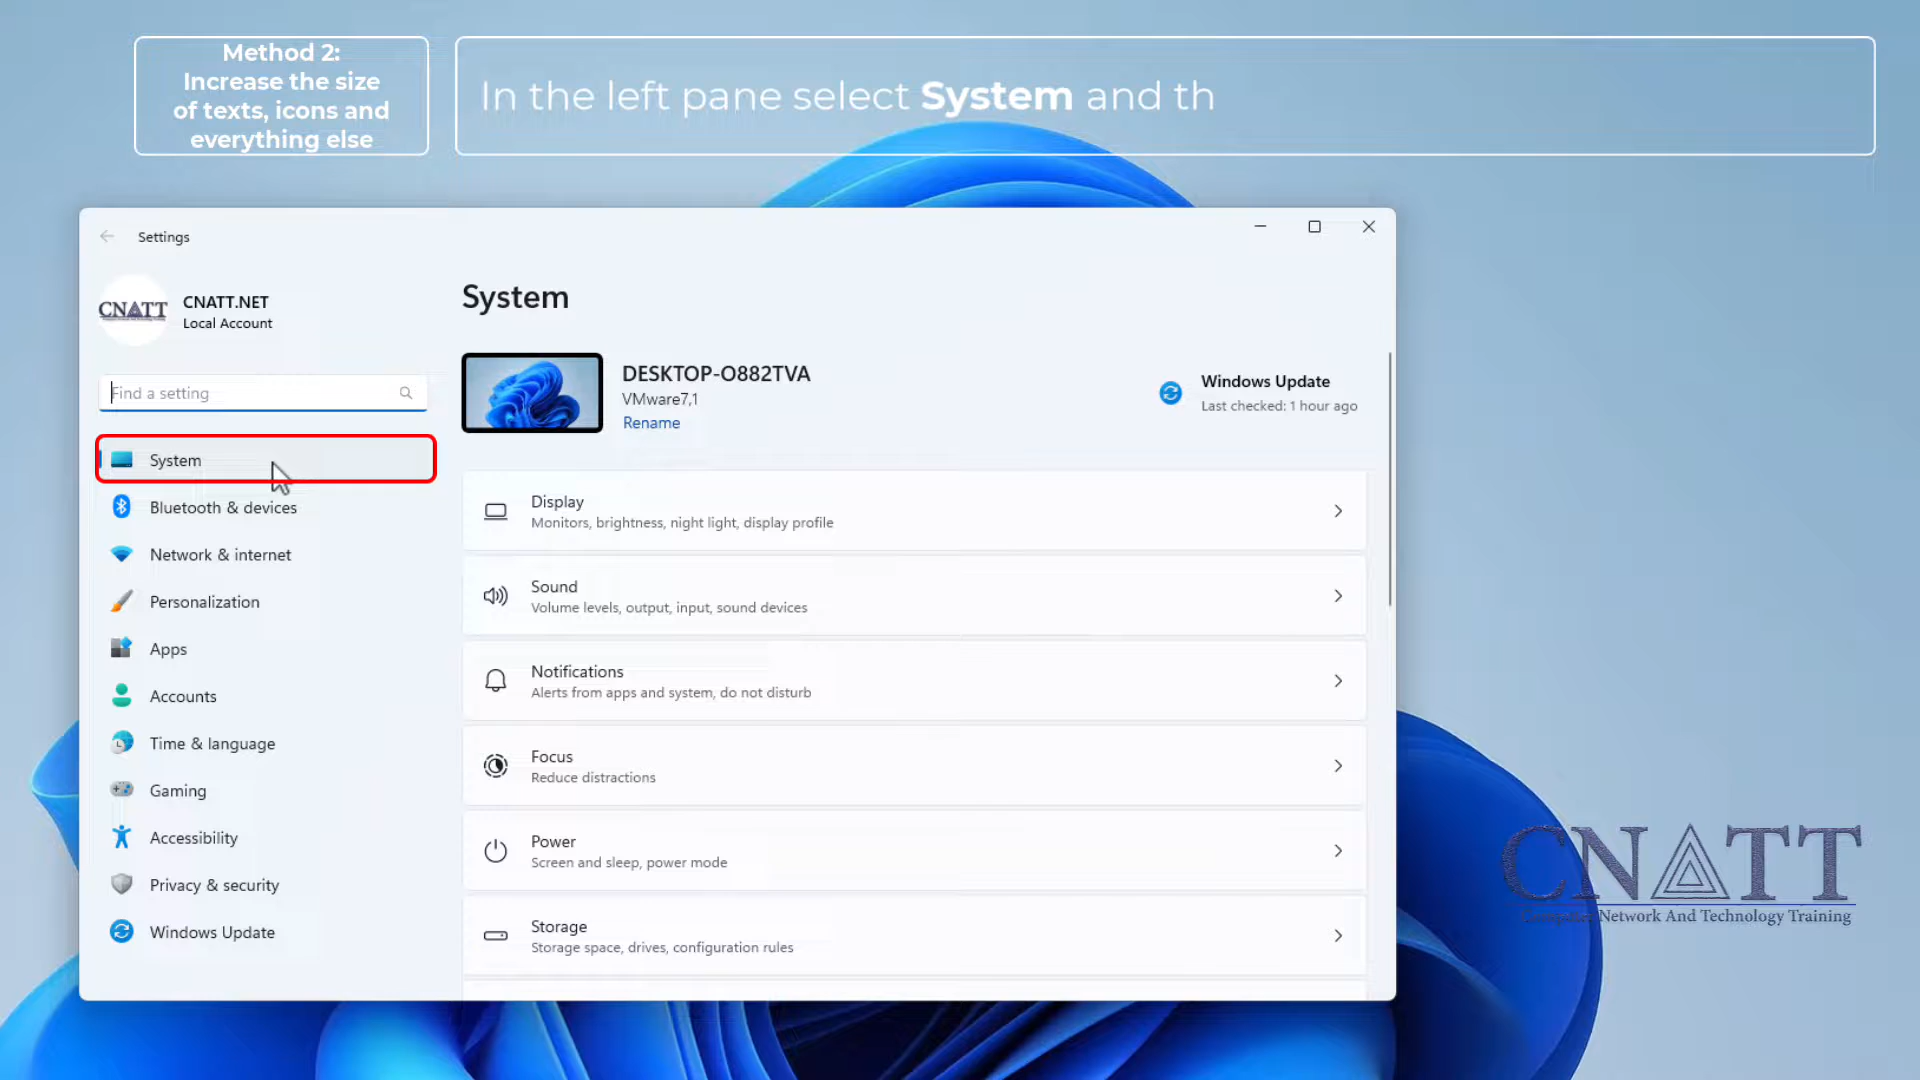 Method 2:
Increase the size
of texts, icons and
everything else
In the left pane select System and th
Settings
CNATT
CNATT.NET
Local Account
Find a setting
System
Bluetooth & devices
Network & internet
Personalization
Apps
Accounts
Time & language
Gaming
Accessibility
Privacy & security
Windows Update
System
DESKTOP-O882TVA
VMware7,1
Rename
Windows Update
Last checked: 1 hour ago
Display
Monitors, brightness, night light, display profile
Sound
Volume levels, output, input, sound devices
Notifications
Alerts from apps and system, do not disturb
Focus
Reduce distractions
Power
Screen and sleep, power mode
Storage
Storage space, drives, configuration rules
CNATT
Computer Network And Technology Training